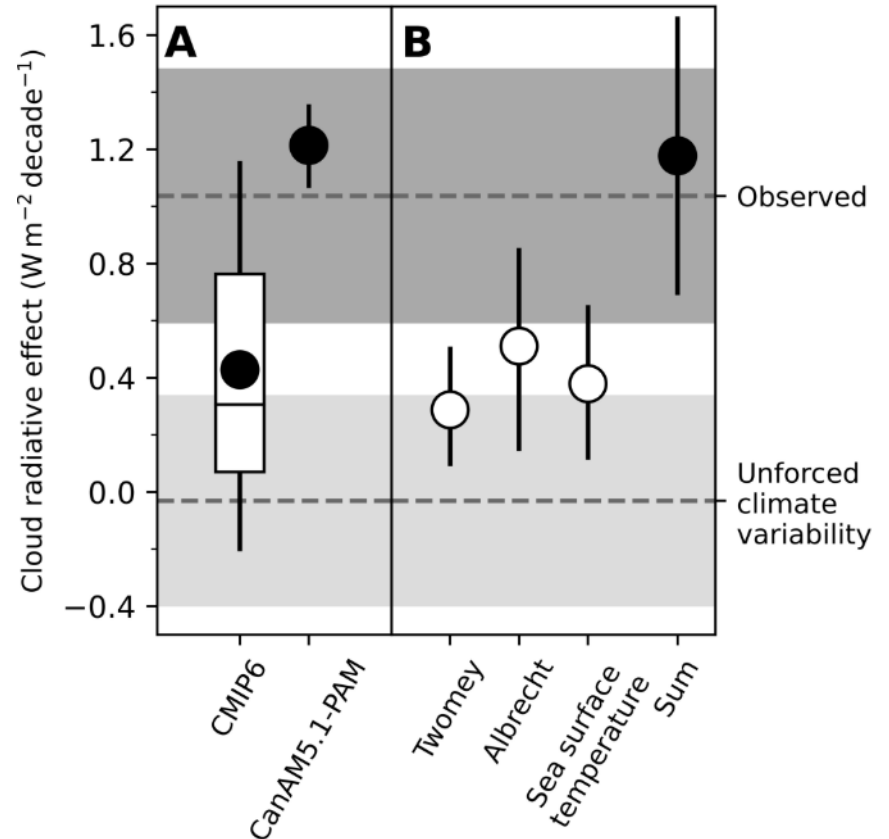 A
B
Cloud radiative effect (W m⁻² decade⁻¹)
1.6
1.2
0.8
0.4
0.0
−0.4
Observed
Unforced
climate
variability
CMIP6
CanAM5.1-PAM
Twomey
Albrecht
Sea surface
temperature
Sum